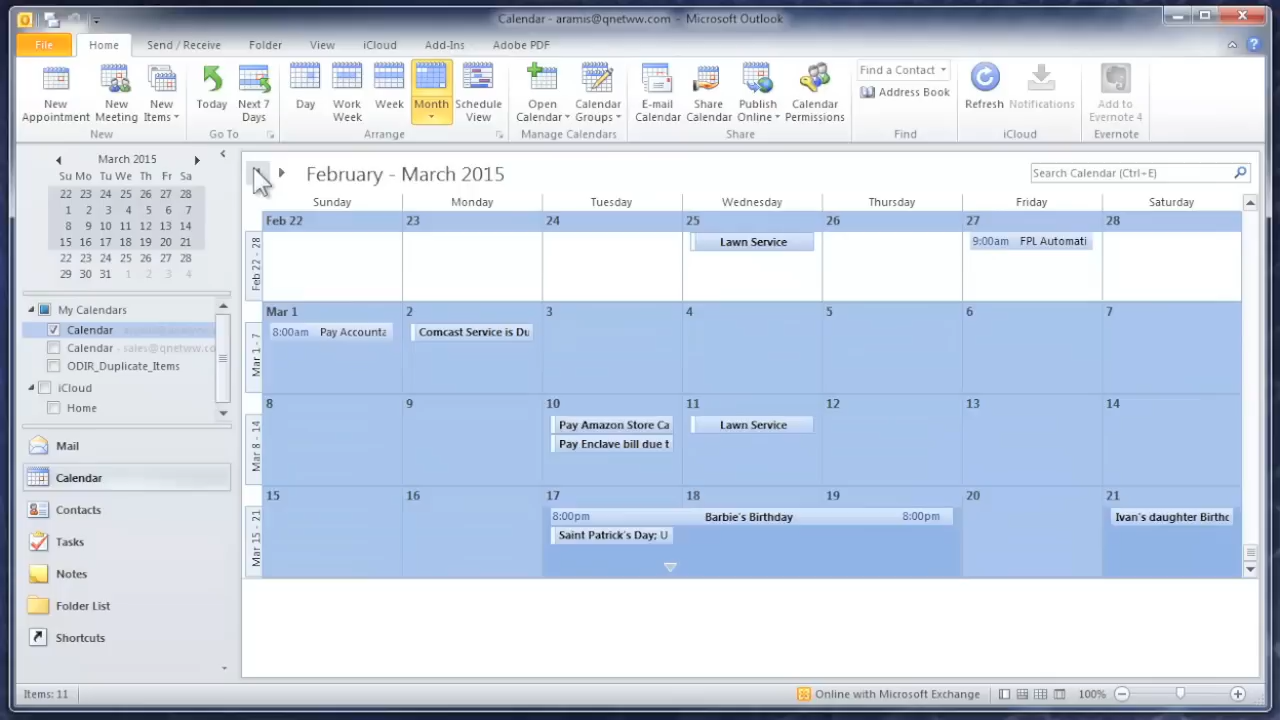 Calendar - aramis@qnetww.com - Microsoft Outlook
File Home Send / Receive Folder View iCloud Add-Ins Adobe PDF
New Appointment
New Meeting
New Items
New
Today
Next 7 Days
Go To
Day
Work Week
Week
Month
Schedule View
Arrange
Open Calendar
Calendar Groups
Manage Calendars
E-mail Calendar
Share Calendar
Publish Online
Calendar Permissions
Share
Find a Contact
Address Book
Find
Refresh
Notifications
iCloud
Add to Evernote 4
Evernote
March 2015
Su Mo Tu We Th Fr Sa
22 23 24 25 26 27 28
1 2 3 4 5 6 7
8 9 10 11 12 13 14
15 16 17 18 19 20 21
22 23 24 25 26 27 28
29 30 31 1 2 3 4
My Calendars
Calendar
Calendar - sales@qnetww.co
ODIR_Duplicate_Items
iCloud
Home
Mail
Calendar
Contacts
Tasks
Notes
Folder List
Shortcuts
February - March 2015
Search Calendar (Ctrl+E)
Sunday Monday Tuesday Wednesday Thursday Friday Saturday
Feb 22 - 28
Feb 22 23 24 25 26 27 28
Lawn Service
9:00am FPL Automati
Mar 1 - 7
Mar 1 2 3 4 5 6 7
8:00am Pay Accounta
Comcast Service is Du
Mar 8 - 14
8 9 10 11 12 13 14
Pay Amazon Store Ca
Lawn Service
Pay Enclave bill due t
Mar 15 - 21
15 16 17 18 19 20 21
8:00pm Barbie's Birthday 8:00pm
Ivan's daughter Birthc
Saint Patrick's Day; U
Items: 11
Online with Microsoft Exchange
100%